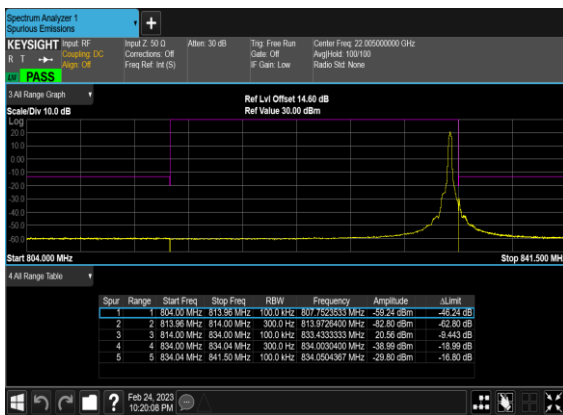 Spectrum Analyzer 1
Spurious Emissions
KEYSIGHT Input: RF Input Z: 50 Ω Atten: 30 dB Trig: Free Run Center Freq: 22.005000000 GHz
R T Coupling: DC Corrections: Off Gate: Off Avg|Hold: 100/100
Align: Off Freq Ref: Int (S) IF Gain: Low Radio Std: None
PASS
3 All Range Graph
Ref Lvl Offset 14.60 dB
Scale/Div 10.0 dB Ref Value 30.00 dBm
Log
20.0
10.0
0.00
-10.0
-20.0
-30.0
-40.0
-50.0
-60.0
Start 804.000 MHz Stop 841.500 MH
4 All Range Table
Spur Range Start Freq Stop Freq RBW Frequency Amplitude ΔLimit
1 1 804.00 MHz 813.96 MHz 100.0 kHz 807.7523533 MHz -59.24 dBm -46.24 dB
2 2 813.96 MHz 814.00 MHz 300.0 Hz 813.9726400 MHz -82.80 dBm -62.80 dB
3 3 814.00 MHz 834.00 MHz 100.0 kHz 833.4333333 MHz 20.56 dBm -9.443 dB
4 4 834.00 MHz 834.04 MHz 300.0 Hz 834.0030400 MHz -38.99 dBm -18.99 dB
5 5 834.04 MHz 841.50 MHz 100.0 kHz 834.0504367 MHz -29.80 dBm -16.80 dB
Feb 24, 2023
10:20:08 PM